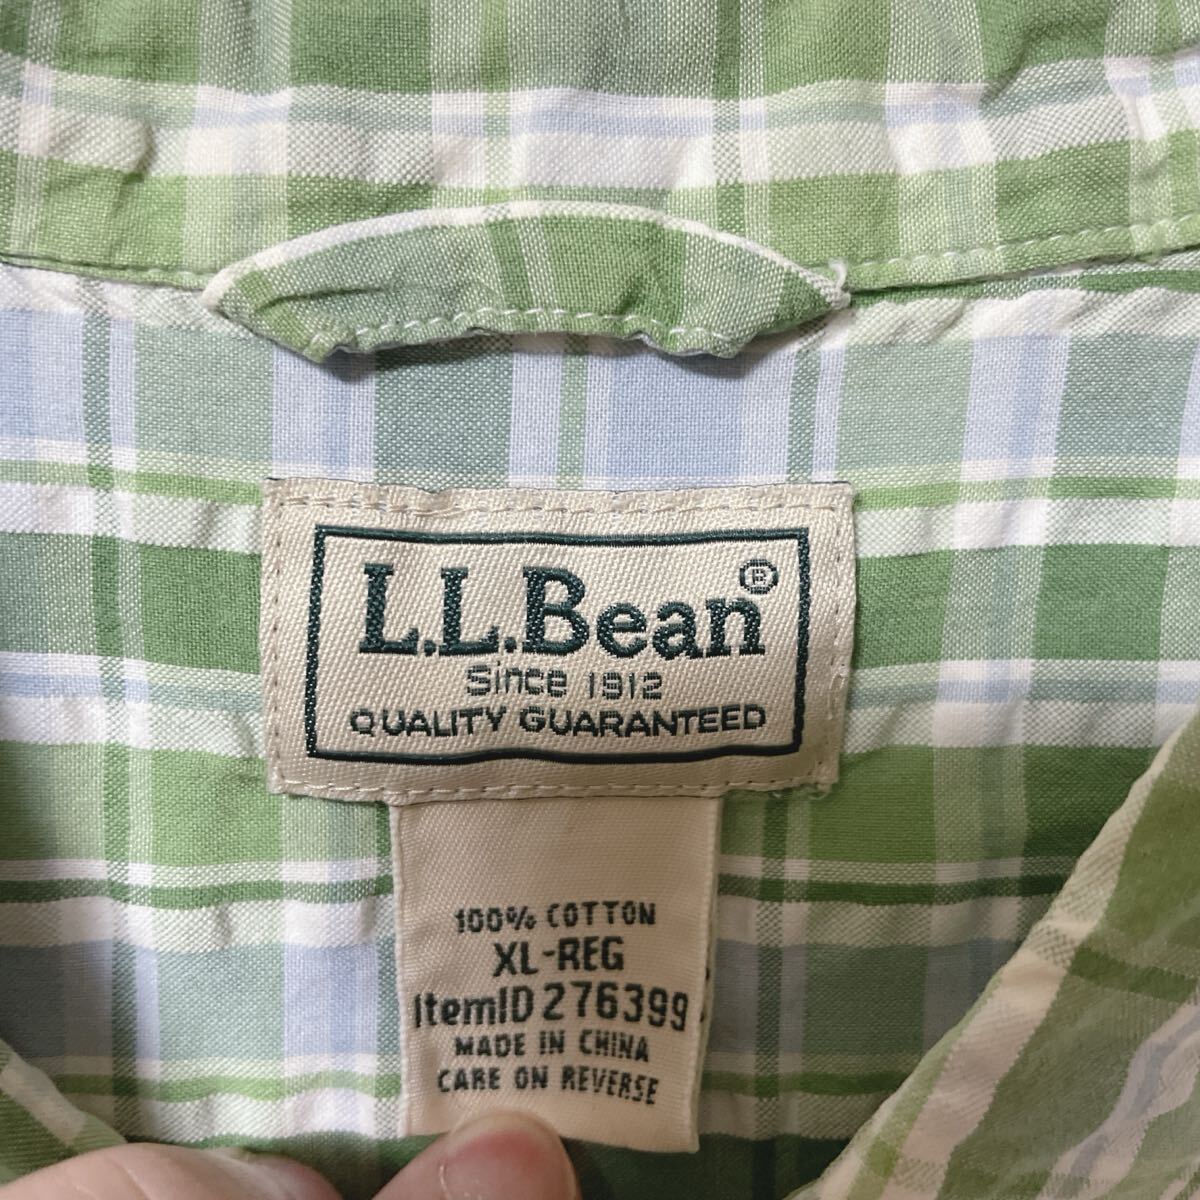 L.L.Bean®
Since 1912
QUALITY GUARANTEED
100% COTTON
XL-REG
ItemID 276399
MADE IN CHINA
CARE ON REVERSE